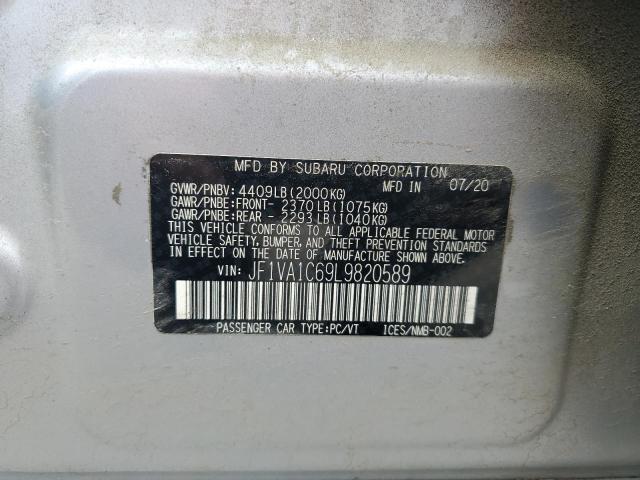 MFD BY SUBARU CORPORATION
GVWR/PNBV: 4409LB(2000KG) MFD IN 07/20
GAWR/PNBE:FRONT- 2370LB(1075KG)
GAWR/PNBE:REAR - 2293LB(1040KG)
THIS VEHICLE CONFORMS TO ALL APPLICABLE FEDERAL MOTOR
VEHICLE SAFETY, BUMPER, AND THEFT PREVENTION STANDARDS
IN EFFECT ON THE DATE OF MANUFACTURE SHOWN ABOVE
VIN: JF1VA1C69L9820589
PASSENGER CAR TYPE:PC/VT ICES/NMB-002